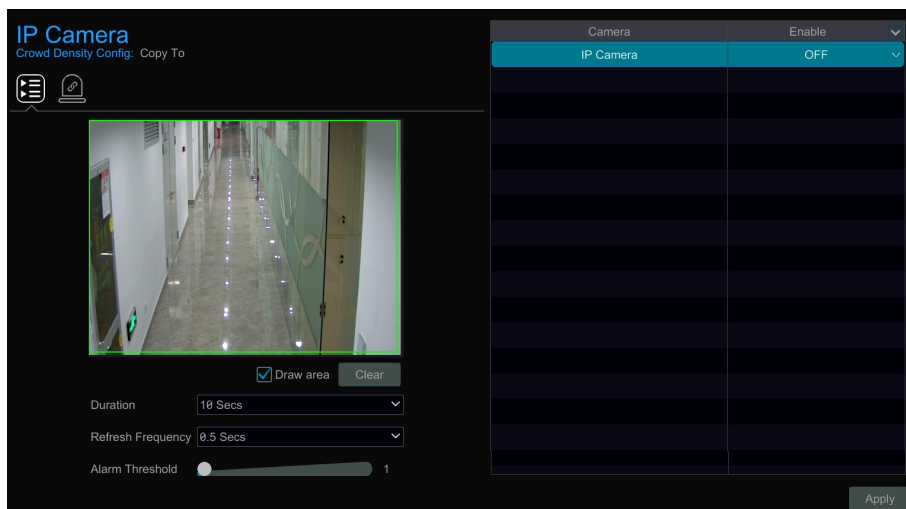 IP Camera
Crowd Density Config: Copy To
Camera Enable
IP Camera OFF
Draw area Clear
Duration 10 Secs
Refresh Frequency 0.5 Secs
Alarm Threshold 1
Apply